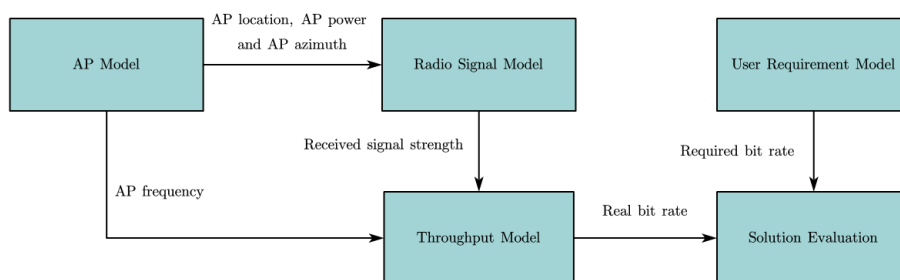 AP location, AP power
and AP azimuth
AP Model
Radio Signal Model
User Requirement Model
Received signal strength
Required bit rate
AP frequency
Real bit rate
Throughput Model
Solution Evaluation